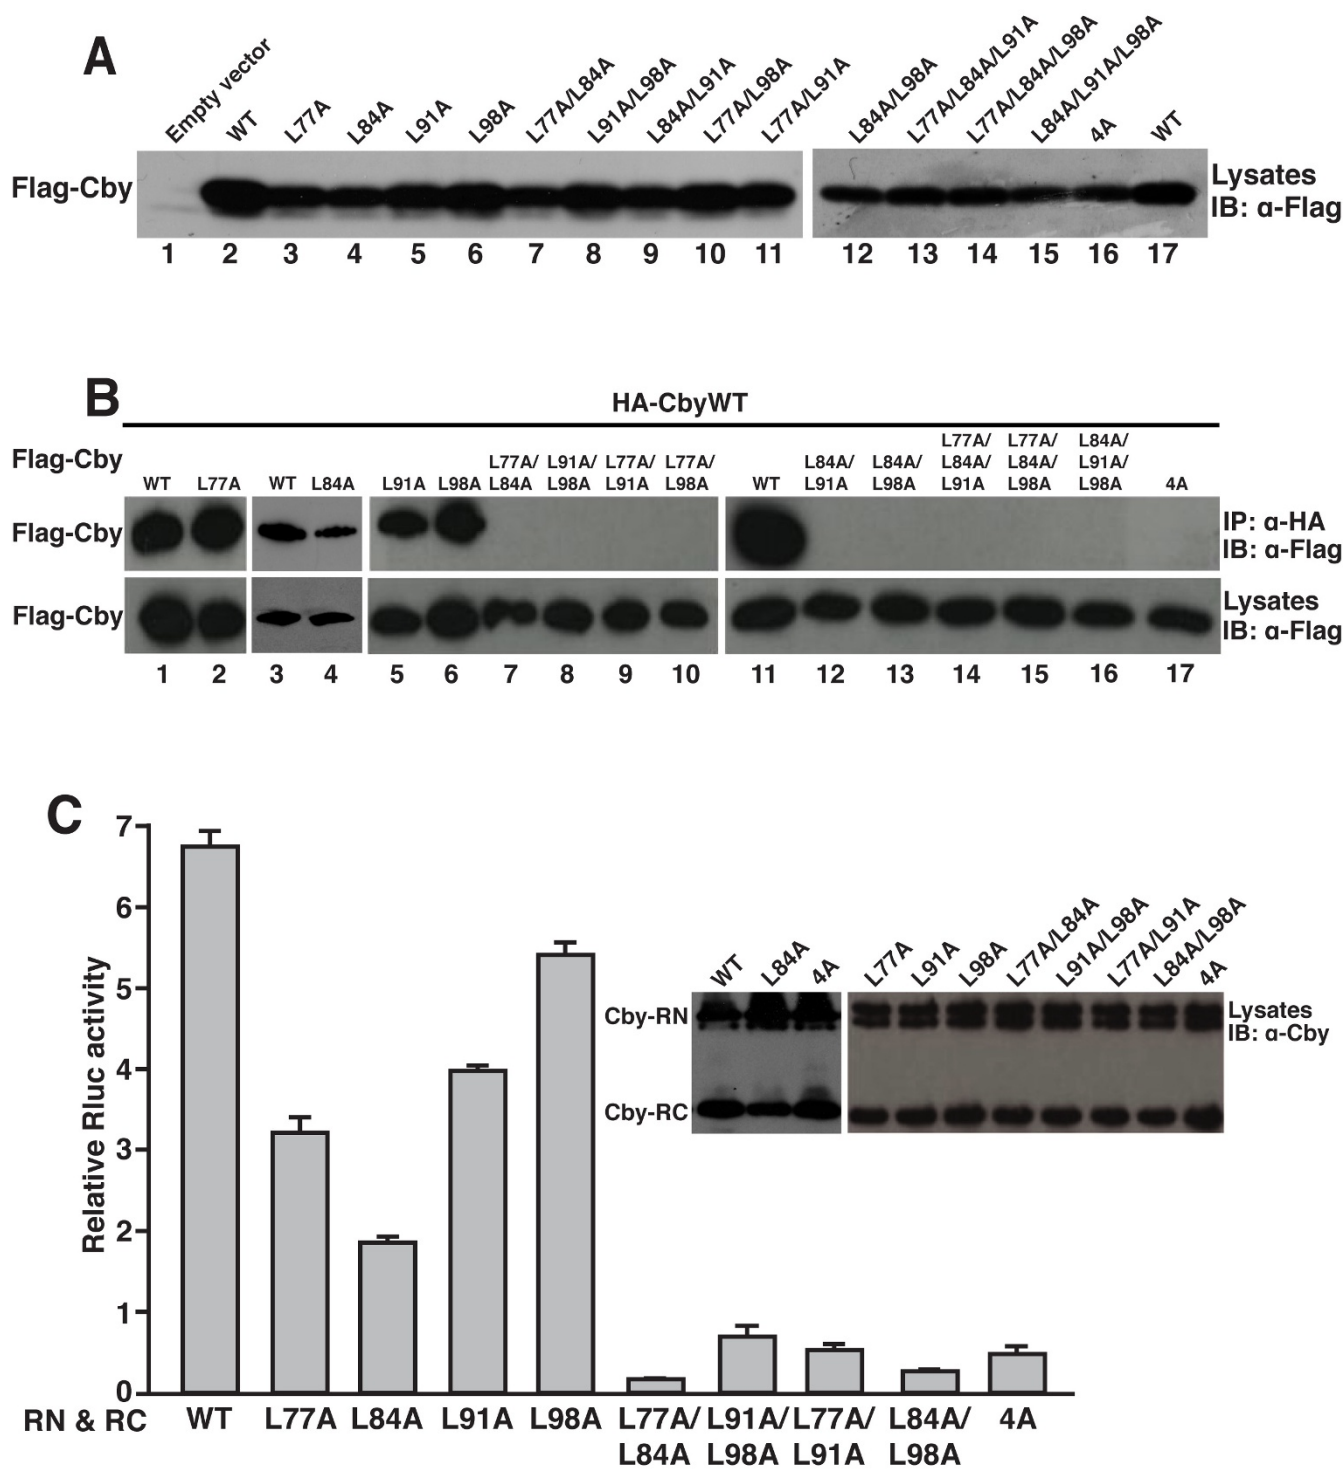 A
Empty vector
WT
L77A
L84A
L91A
L98A
L77A/L84A
L91A/L98A
L84A/L91A
L77A/L98A
L77A/L91A
L84A/L98A
L77A/L84A/L91A
L77A/L84A/L98A
L84A/L91A/L98A
4A
WT
Flag-Cby
Lysates
IB: α-Flag
1 2 3 4 5 6 7 8 9 10 11 12 13 14 15 16 17
B
HA-CbyWT
Flag-Cby
WT
L77A
WT
L84A
L91A
L98A
L77A/
L84A
L91A/
L98A
L77A/
L91A
L77A/
L98A
WT
L84A/
L91A
L84A/
L98A
L77A/
L84A/
L91A
L77A/
L84A/
L98A
L84A/
L91A/
L98A
4A
Flag-Cby
IP: α-HA
IB: α-Flag
Flag-Cby
Lysates
IB: α-Flag
1 2 3 4 5 6 7 8 9 10 11 12 13 14 15 16 17
C
Relative Rluc activity
7
6
5
4
3
2
1
0
WT
L84A
4A
L77A
L91A
L98A
L77A/L84A
L91A/L98A
L77A/L91A
L84A/L98A
4A
Cby-RN
Cby-RC
Lysates
IB: α-Cby
RN & RC
WT
L77A
L84A
L91A
L98A
L77A/
L84A
L91A/
L98A
L77A/
L91A
L84A/
L98A
4A